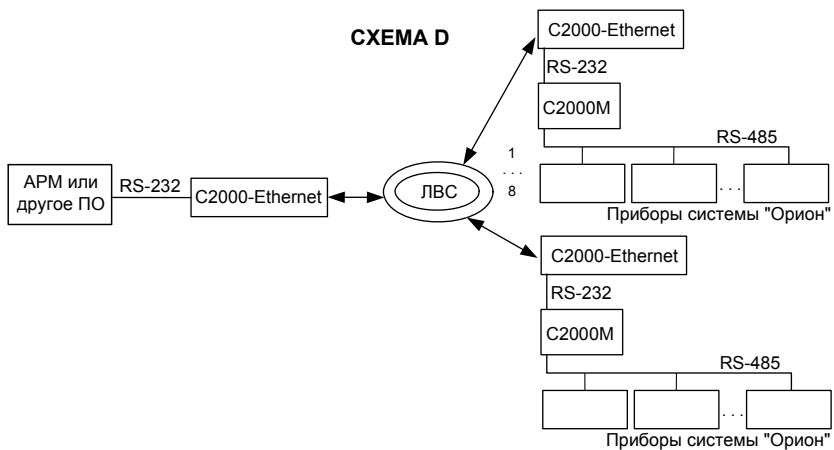 СХЕМА D
С2000-Ethernet
RS-232
С2000М
RS-485
1
. . .
8
Приборы системы "Орион"
АРМ или
другое ПО
RS-232
С2000-Ethernet
ЛВС
. . .
С2000-Ethernet
RS-232
С2000М
RS-485
. . .
Приборы системы "Орион"